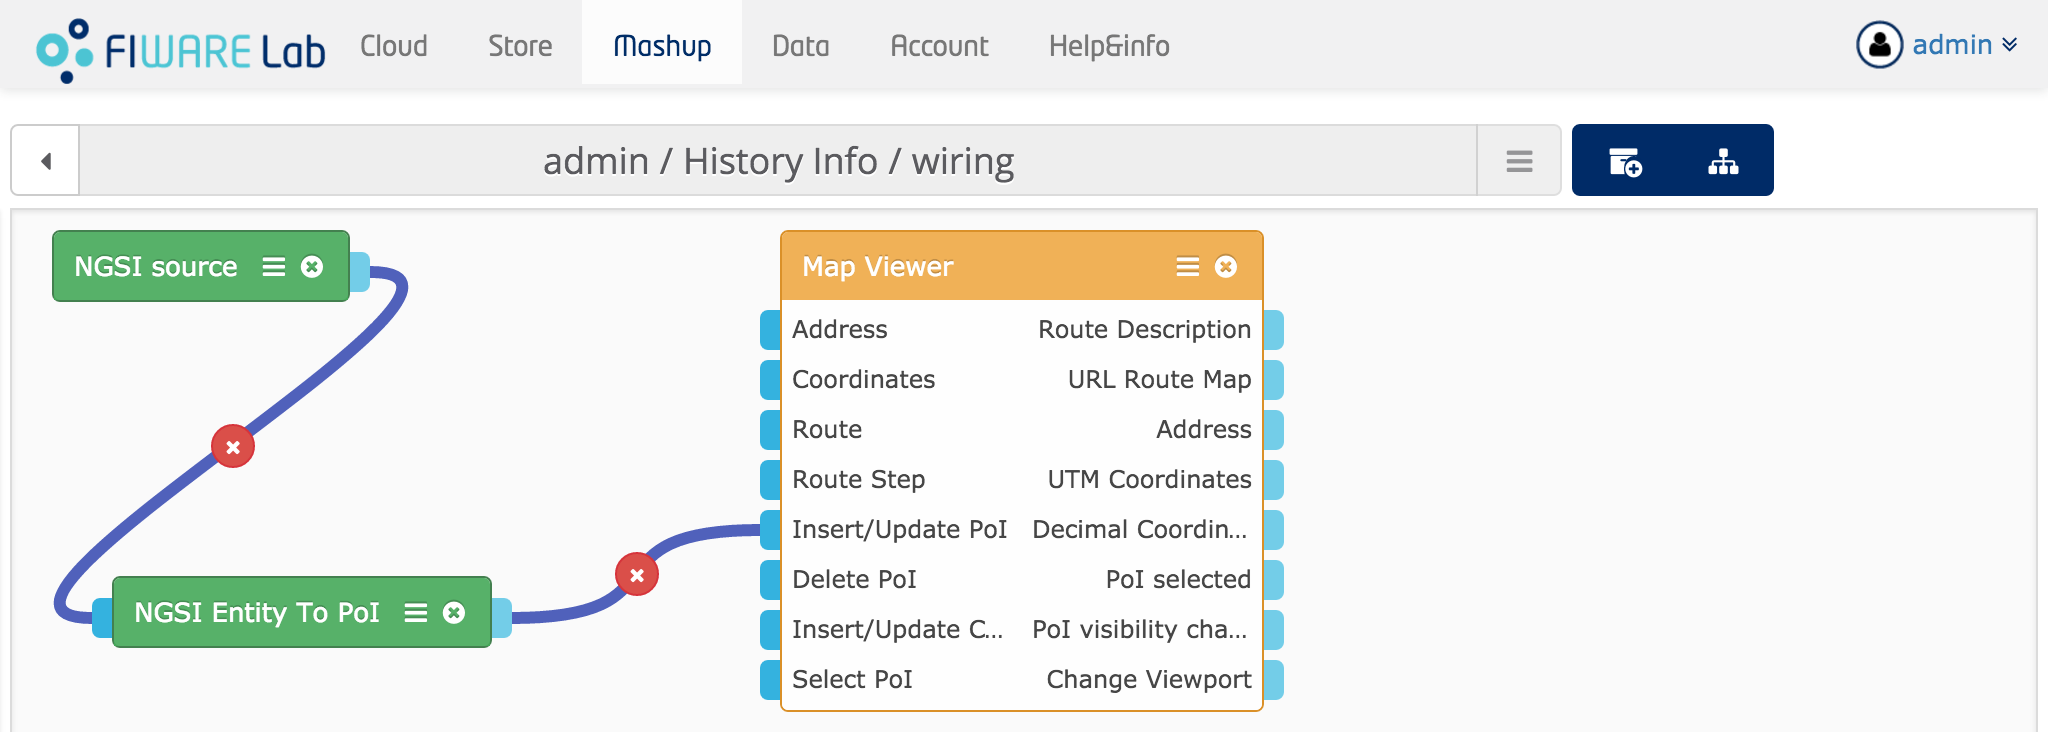 FIWARE Lab Cloud Store Mashup Data Account Help&info admin
admin / History Info / wiring
NGSI source
Map Viewer
Address Route Description
Coordinates URL Route Map
Route Address
Route Step UTM Coordinates
Insert/Update PoI Decimal Coordin...
Delete PoI PoI selected
Insert/Update C... PoI visibility cha...
Select PoI Change Viewport
NGSI Entity To PoI